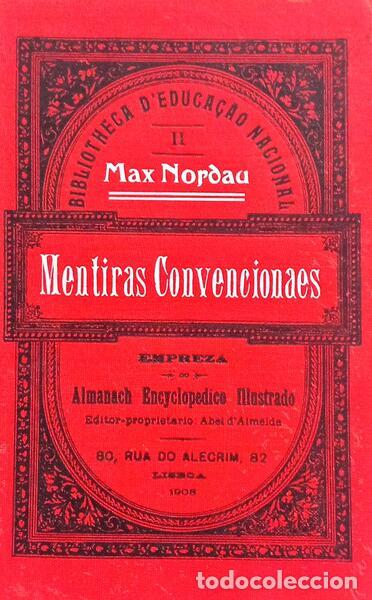 BIBLIOTHECA D'EDUCAÇÃO NACIONAL
II
Max Nordau
Mentiras Convencionaes
EMPREZA
DO
Almanach Encyclopedico Illustrado
Editor-proprietario: Abel d'Almeida
80, RUA DO ALECRIM, 82
LISBOA
1908
todocoleccion